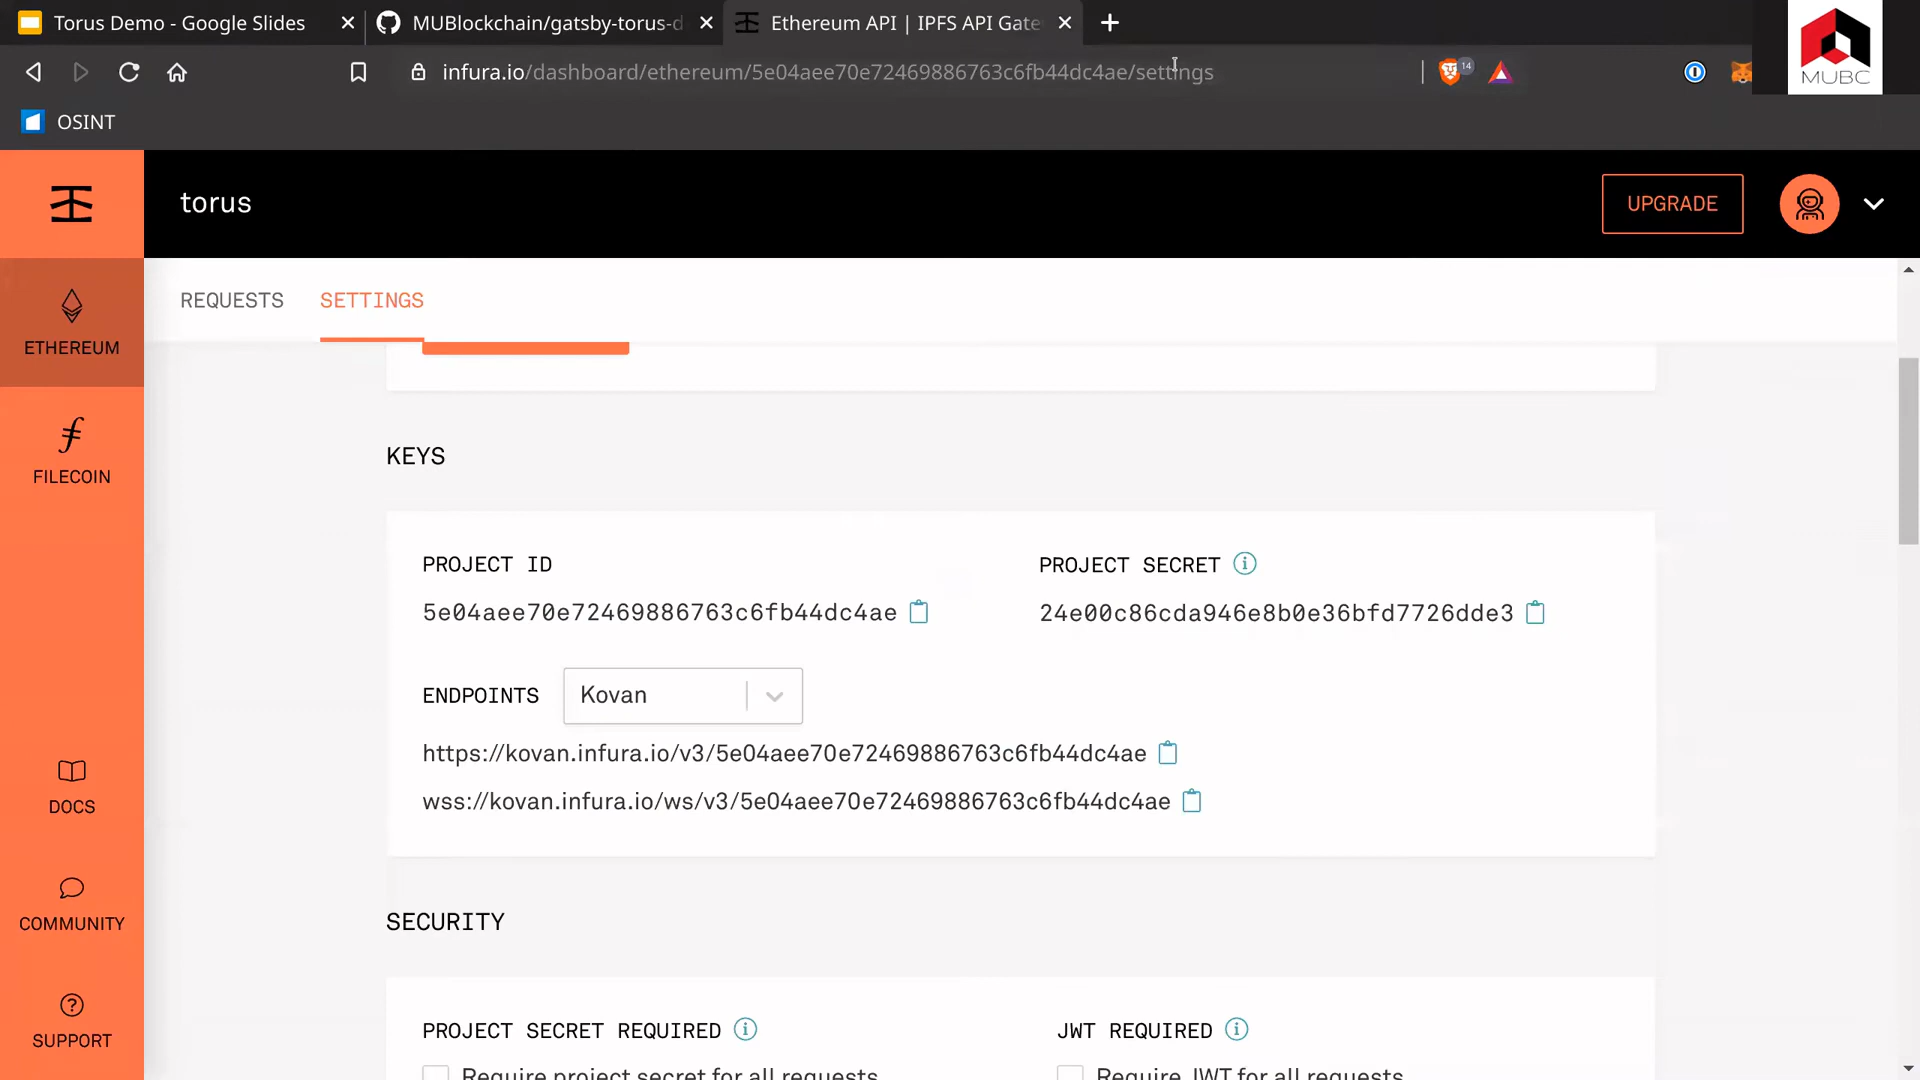 Torus Demo - Google Slides
MUBlockchain/gatsby-torus-d
Ethereum API | IPFS API Gate
infura.io/dashboard/ethereum/5e04aee70e72469886763c6fb44dc4ae/settings
14
MUBC
OSINT
torus
UPGRADE
REQUESTS
SETTINGS
ETHEREUM
FILECOIN
DOCS
COMMUNITY
SUPPORT
KEYS
PROJECT ID
PROJECT SECRET
5e04aee70e72469886763c6fb44dc4ae
24e00c86cda946e8b0e36bfd7726dde3
ENDPOINTS
Kovan
https://kovan.infura.io/v3/5e04aee70e72469886763c6fb44dc4ae
wss://kovan.infura.io/ws/v3/5e04aee70e72469886763c6fb44dc4ae
SECURITY
PROJECT SECRET REQUIRED
JWT REQUIRED
Require project secret for all requests
Require JWT for all requests